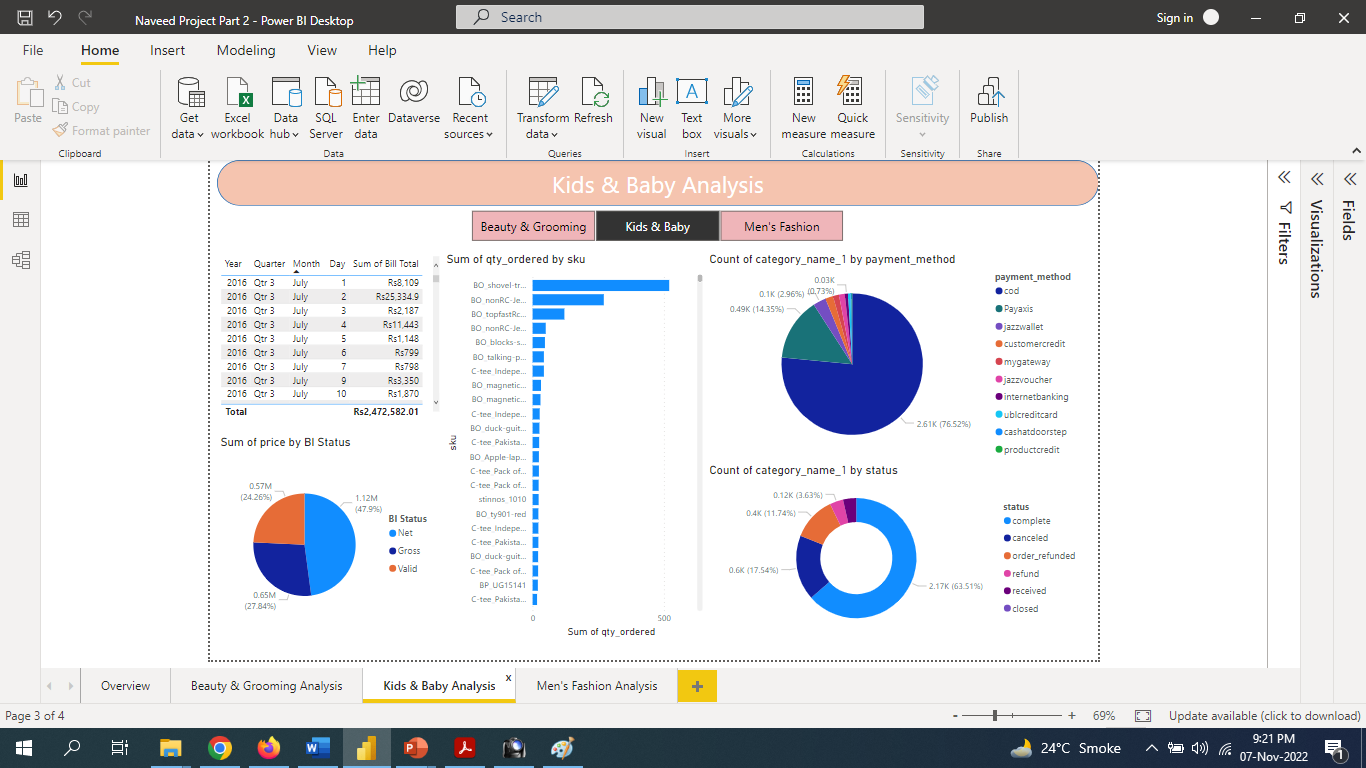 Naveed Project Part 2 - Power BI Desktop
Search
Sign in
File Home Insert Modeling View Help
Paste
Cut
Copy
Format painter
Clipboard
Get data
Excel workbook
Data hub
SQL Server
Enter data
Dataverse
Recent sources
Data
Transform data
Refresh
Queries
New visual
Text box
More visuals
Insert
New measure
Quick measure
Calculations
Sensitivity
Sensitivity
Publish
Share
Kids & Baby Analysis
Beauty & Grooming
Kids & Baby
Men's Fashion
Year Quarter Month Day Sum of Bill Total
2016 Qtr 3 July 1 Rs8,109
2016 Qtr 3 July 2 Rs25,334.9
2016 Qtr 3 July 3 Rs2,187
2016 Qtr 3 July 4 Rs11,443
2016 Qtr 3 July 5 Rs1,148
2016 Qtr 3 July 6 Rs799
2016 Qtr 3 July 7 Rs798
2016 Qtr 3 July 9 Rs3,350
2016 Qtr 3 July 10 Rs1,870
Total Rs2,472,582.01
Sum of price by BI Status
0.57M (24.26%)
1.12M (47.9%)
0.65M (27.84%)
BI Status
Net
Gross
Valid
Sum of qty_ordered by sku
sku
BO_shovel-tr...
BO_nonRC-Je...
BO_topfastRc...
BO_nonRC-Je...
BO_blocks-s...
BO_talking-p...
C-tee_Indepe...
BO_magnetic...
BO_magnetic...
C-tee_Indepe...
BO_duck-guit...
C-tee_Pakista...
BO_Apple-lap...
C-tee_Pack of...
C-tee_Pack of...
stinnos_1010
BO_ty901-red
C-tee_Indepe...
C-tee_Pakista...
BO_duck-guit...
C-tee_Pack of...
BP_UG15141
C-tee_Pakista...
0 500
Sum of qty_ordered
Count of category_name_1 by payment_method
0.03K (0.73%)
0.1K (2.96%)
0.49K (14.35%)
2.61K (76.52%)
payment_method
cod
Payaxis
jazzwallet
customercredit
mygateway
jazzvoucher
internetbanking
ublcreditcard
cashatdoorstep
productcredit
Count of category_name_1 by status
0.12K (3.63%)
0.4K (11.74%)
0.6K (17.54%)
2.17K (63.51%)
status
complete
canceled
order_refunded
refund
received
closed
Filters
Visualizations
Fields
Overview
Beauty & Grooming Analysis
Kids & Baby Analysis x
Men's Fashion Analysis
Page 3 of 4
- + 69%
Update available (click to download)
24°C Smoke
9:21 PM
07-Nov-2022
1